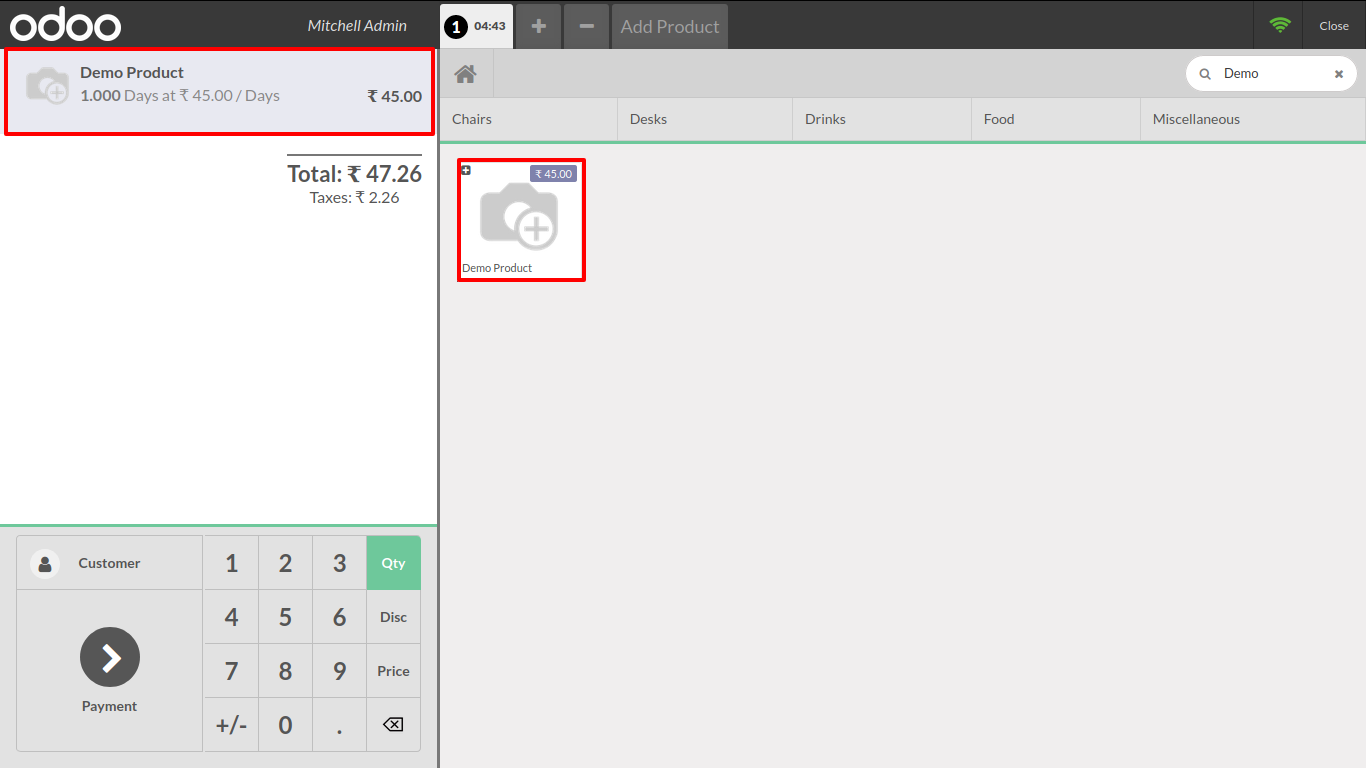 odoo
Mitchell Admin
1 04:43
Add Product
Close
Demo Product
1.000 Days at ₹ 45.00 / Days
₹ 45.00
Total: ₹ 47.26
Taxes: ₹ 2.26
Demo
Chairs Desks Drinks Food Miscellaneous
₹ 45.00
Demo Product
Customer
1 2 3 Qty
4 5 6 Disc
7 8 9 Price
+/- 0 .
Payment